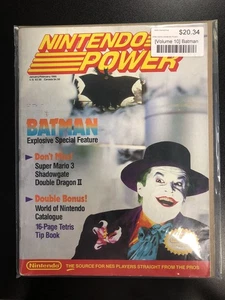 $20.34
[Volume 10] Batman
NINTENDO
POWER
BATMAN
Explosive Special Feature
Don't Miss
Super Mario 3
Shadowgate
Double Dragon II
Double Bonus!
World of Nintendo
Catalogue
16-Page Tetris
Tip Book
Nintendo
THE SOURCE FOR NES PLAYERS STRAIGHT FROM THE PROS